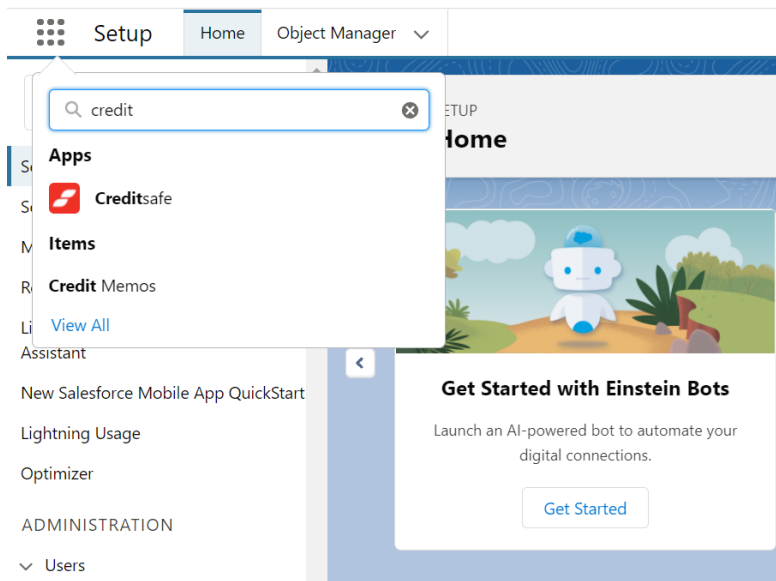 Setup
Home
Object Manager
credit
ETUP
Home
Apps
Creditsafe
Items
Credit Memos
View All
Assistant
New Salesforce Mobile App QuickStart
Lightning Usage
Optimizer
ADMINISTRATION
Users
Get Started with Einstein Bots
Launch an AI-powered bot to automate your
digital connections.
Get Started